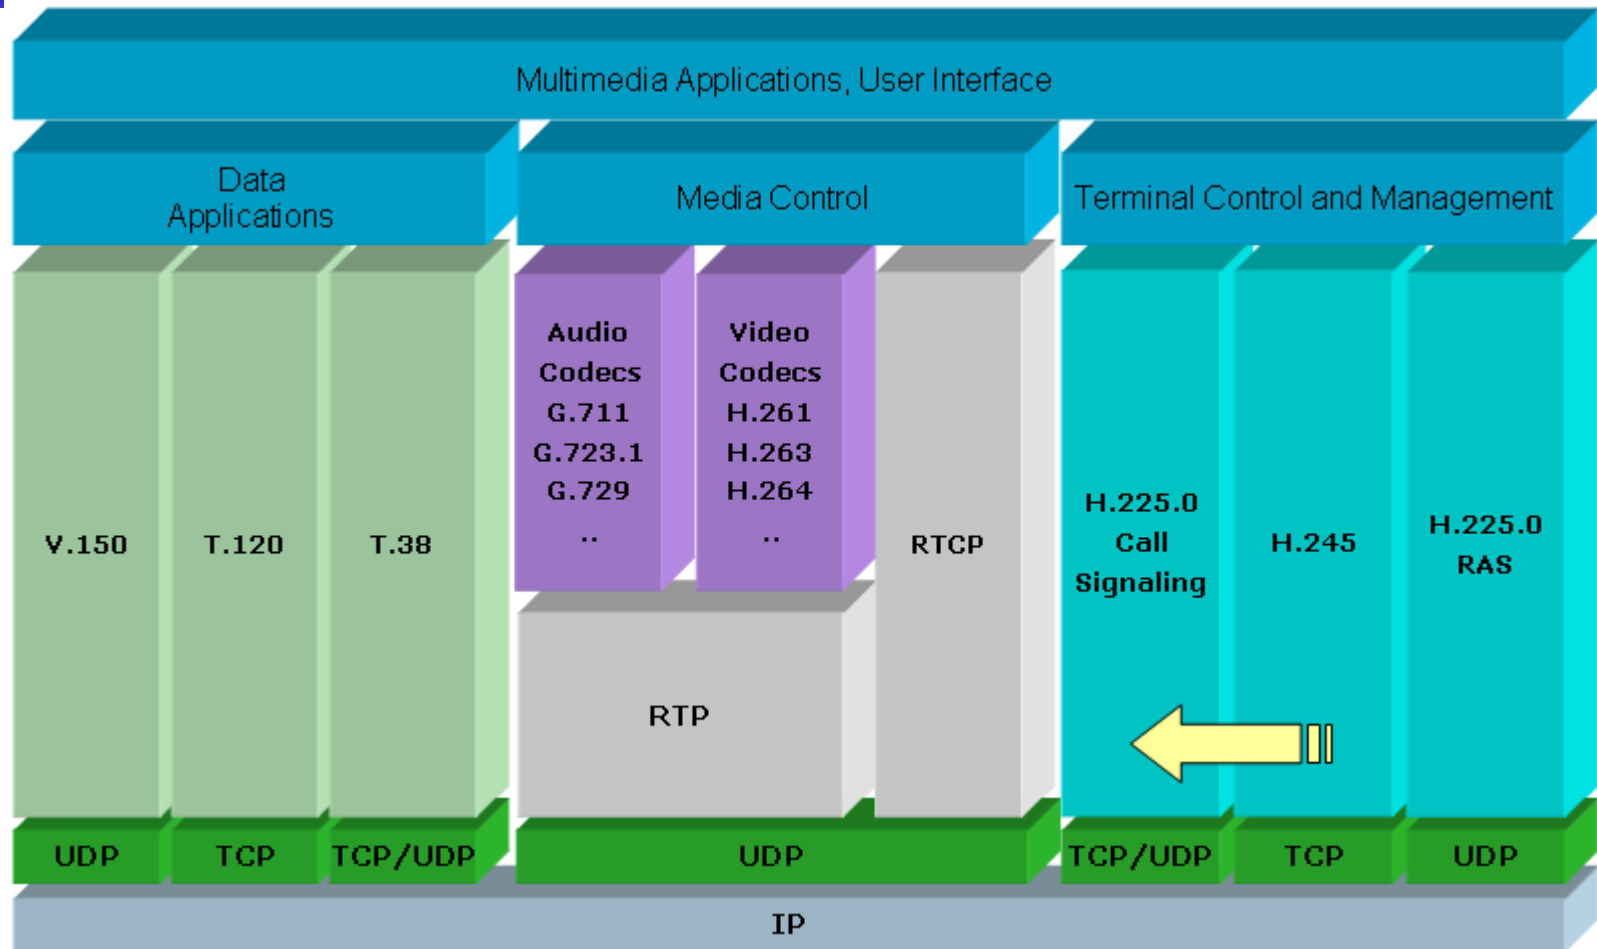 Multimedia Applications, User Interface
Data
Applications
Media Control
Terminal Control and Management
V.150
T.120
T.38
Audio
Codecs
G.711
G.723.1
G.729
..
Video
Codecs
H.261
H.263
H.264
..
RTP
RTCP
H.225.0
Call
Signaling
H.245
H.225.0
RAS
UDP
TCP
TCP/UDP
UDP
TCP/UDP
TCP
UDP
IP